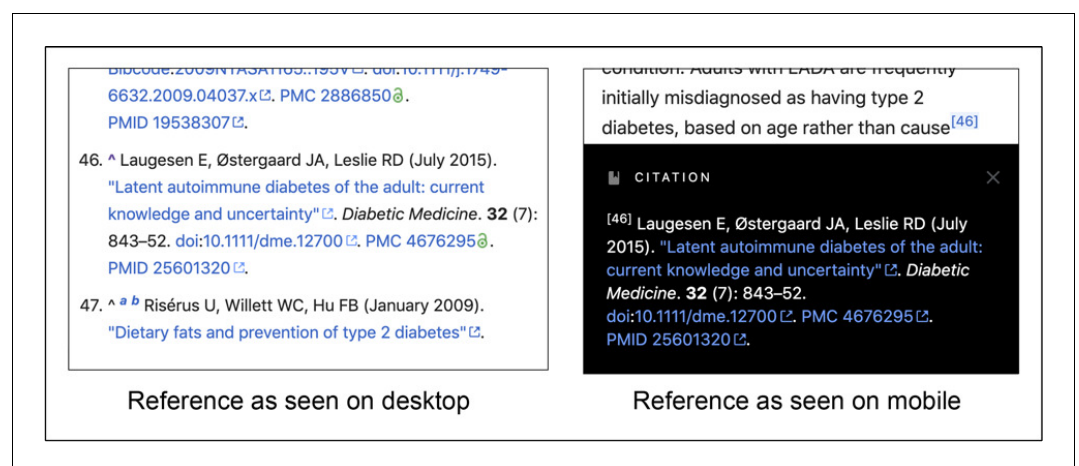 6632.2009.04037.x. PMC 2886850.
PMID 19538307.
46. ^ Laugesen E, Østergaard JA, Leslie RD (July 2015).
"Latent autoimmune diabetes of the adult: current
knowledge and uncertainty". Diabetic Medicine. 32 (7):
843–52. doi:10.1111/dme.12700. PMC 4676295.
PMID 25601320.
47. ^ a b Risérus U, Willett WC, Hu FB (January 2009).
"Dietary fats and prevention of type 2 diabetes".
Reference as seen on desktop
condition. Adults with LADA are frequently
initially misdiagnosed as having type 2
diabetes, based on age rather than cause[46]
CITATION
[46] Laugesen E, Østergaard JA, Leslie RD (July
2015). "Latent autoimmune diabetes of the adult:
current knowledge and uncertainty". Diabetic
Medicine. 32 (7): 843–52.
doi:10.1111/dme.12700. PMC 4676295.
PMID 25601320.
Reference as seen on mobile